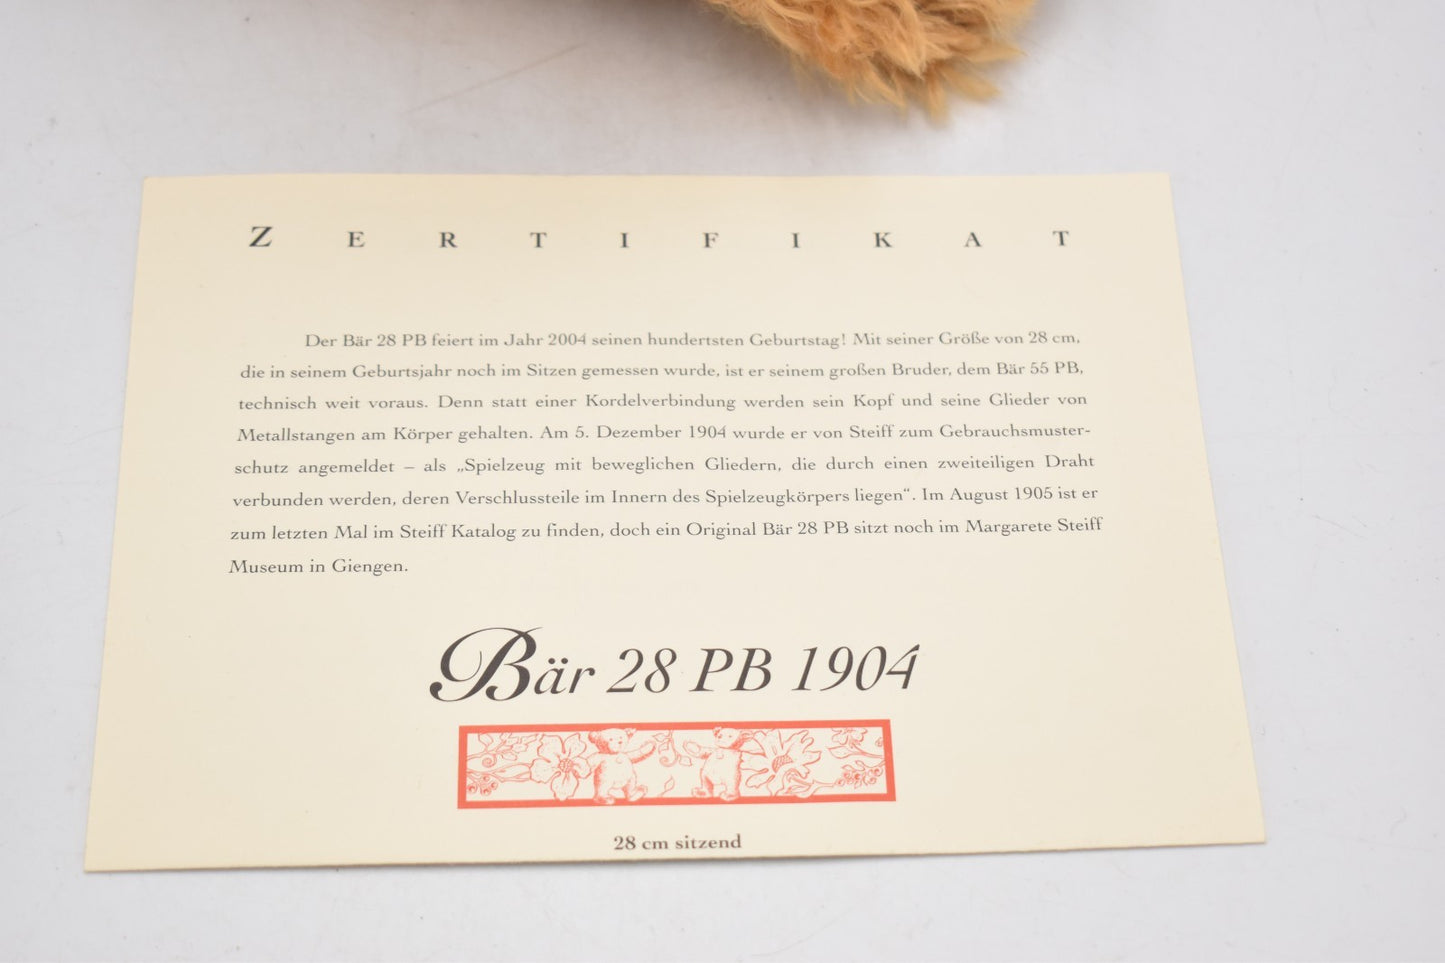 ZERTIFIKAT
Der Bär 28 PB feiert im Jahr 2004 seinen hundertsten Geburtstag! Mit seiner Größe von 28 cm,
die in seinem Geburtsjahr noch im Sitzen gemessen wurde, ist er seinem großen Bruder, dem Bär 55 PB,
technisch weit voraus. Denn statt einer Kordelverbindung werden sein Kopf und seine Glieder von
Metallstangen am Körper gehalten. Am 5. Dezember 1904 wurde er von Steiff zum Gebrauchsmuster-
schutz angemeldet – als „Spielzeug mit beweglichen Gliedern, die durch einen zweiteiligen Draht
verbunden werden, deren Verschlussteile im Innern des Spielzeugkörpers liegen“. Im August 1905 ist er
zum letzten Mal im Steiff Katalog zu finden, doch ein Original Bär 28 PB sitzt noch im Margarete Steiff
Museum in Giengen.
Bär 28 PB 1904
28 cm sitzend